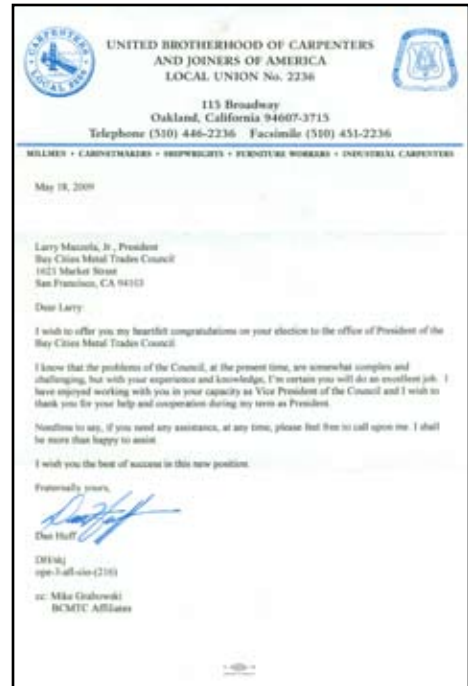 CARPENTERS
LOCAL 2236
UNITED BROTHERHOOD OF CARPENTERS
AND JOINERS OF AMERICA
LOCAL UNION No. 2236
115 Broadway
Oakland, California 94607-3715
Telephone (510) 446-2236 Facsimile (510) 451-2236
MILLMEN • CABINETMAKERS • SHIPWRIGHTS • FURNITURE WORKERS • INDUSTRIAL CARPENTERS
May 18, 2009
Larry Mazzola, Jr., President
Bay Cities Metal Trades Council
1621 Market Street
San Francisco, CA 94103
Dear Larry:
I wish to offer you my heartfelt congratulations on your election to the office of President of the
Bay Cities Metal Trades Council.
I know that the problems of the Council, at the present time, are somewhat complex and
challenging, but with your experience and knowledge, I'm certain you will do an excellent job. I
have enjoyed working with you in your capacity as Vice President of the Council and I wish to
thank you for your help and cooperation during my term as President.
Needless to say, if you need any assistance, at any time, please feel free to call upon me. I shall
be more than happy to assist.
I wish you the best of success in this new position.
Fraternally yours,
Dan Huff
ope-3-afl-cio-(216)
cc: Mike Grabowski
BCMTC Affiliates